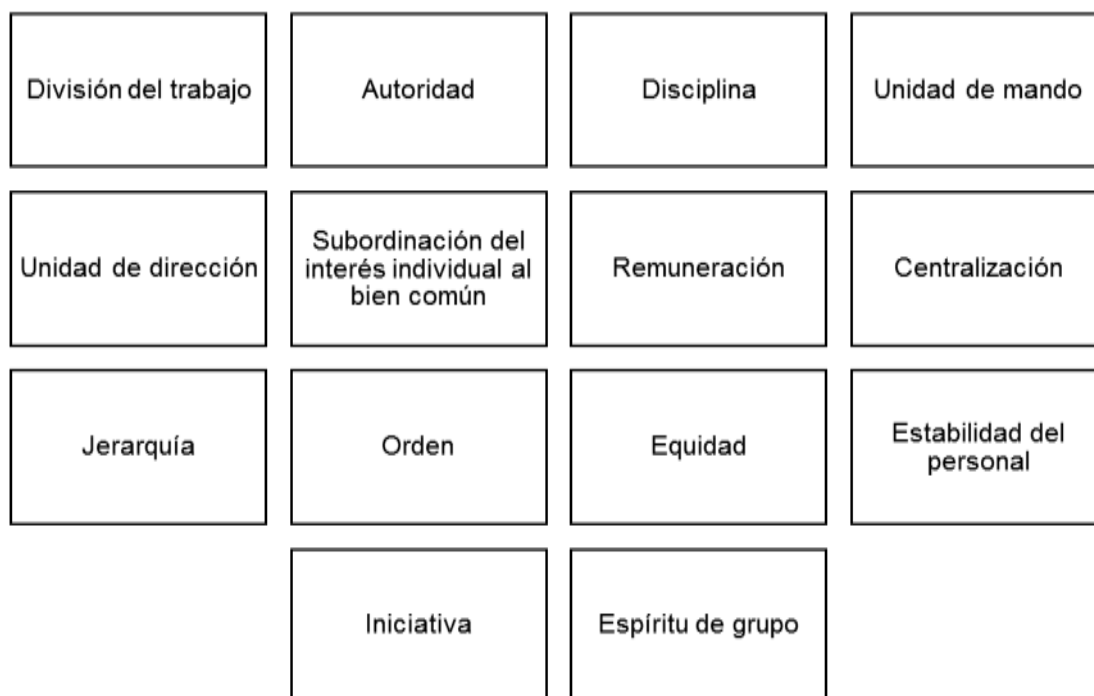 División del trabajo
Autoridad
Disciplina
Unidad de mando
Unidad de dirección
Subordinación del
interés individual al
bien común
Remuneración
Centralización
Jerarquía
Orden
Equidad
Estabilidad del
personal
Iniciativa
Espíritu de grupo